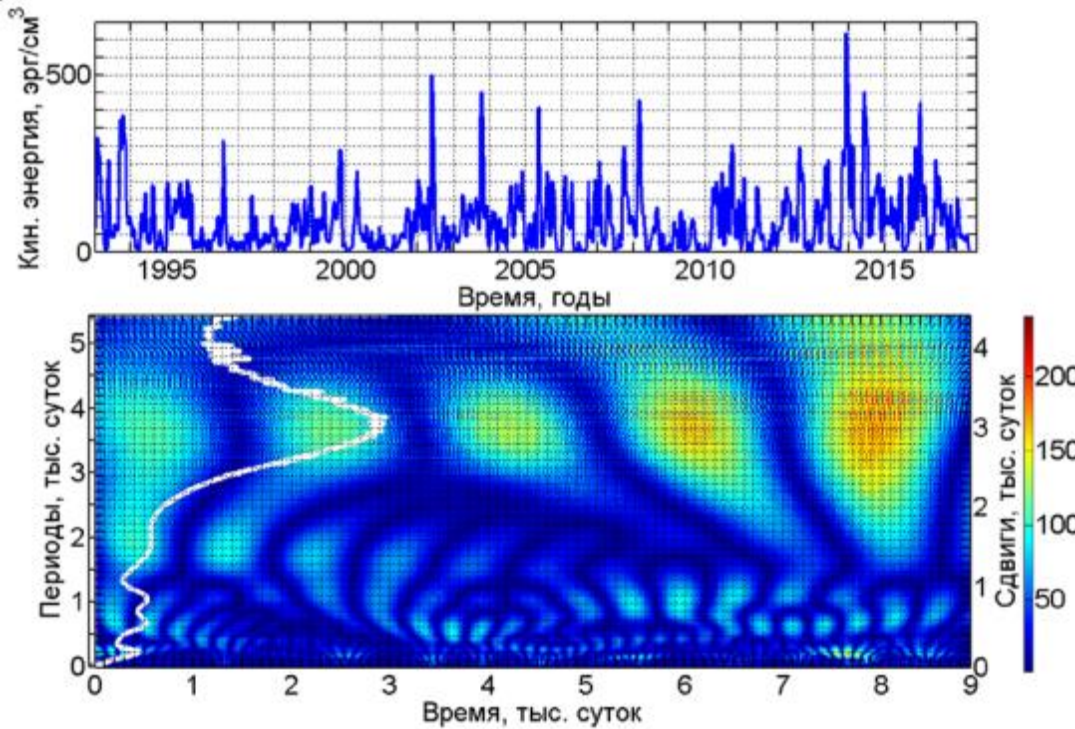 Кин. энергия, эрг/см³
500
0
1995 2000 2005 2010 2015
Время, годы
Периоды, тыс. суток
5
4
3
2
1
0
0 1 2 3 4 5 6 7 8 9
Время, тыс. суток
4
3
2
1
0
Сдвиги, тыс. суток
200
150
100
50